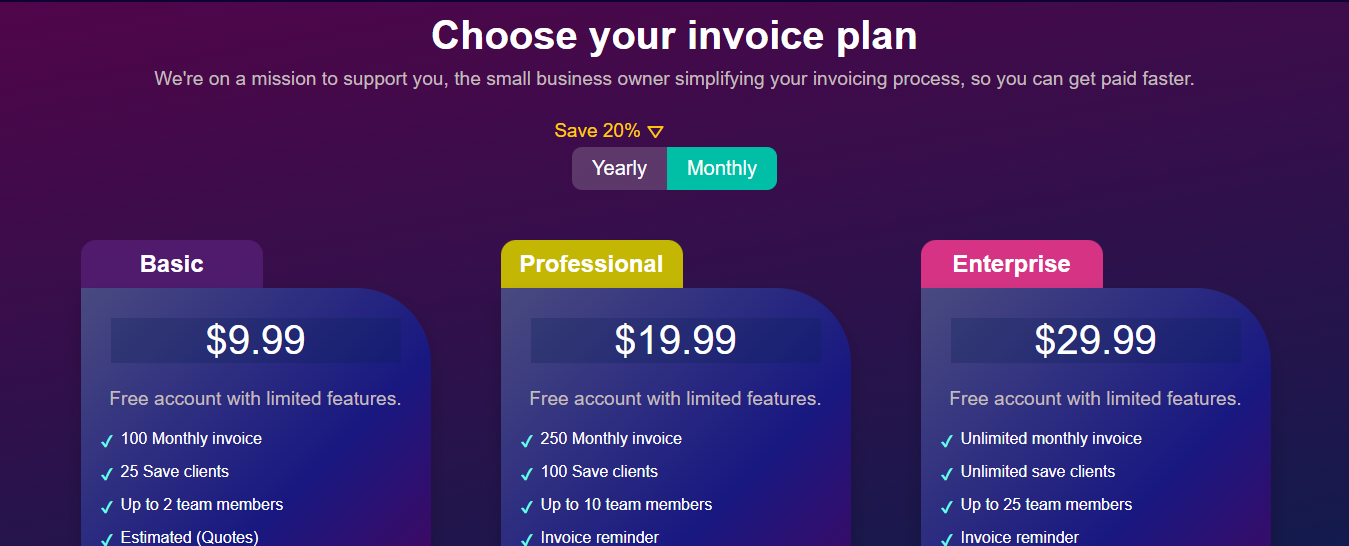 Choose your invoice plan
We're on a mission to support you, the small business owner simplifying your invoicing process, so you can get paid faster.
Save 20%
Yearly Monthly
Basic
$9.99
Free account with limited features.
100 Monthly invoice
25 Save clients
Up to 2 team members
Estimated (Quotes)
Professional
$19.99
Free account with limited features.
250 Monthly invoice
100 Save clients
Up to 10 team members
Invoice reminder
Enterprise
$29.99
Free account with limited features.
Unlimited monthly invoice
Unlimited save clients
Up to 25 team members
Invoice reminder